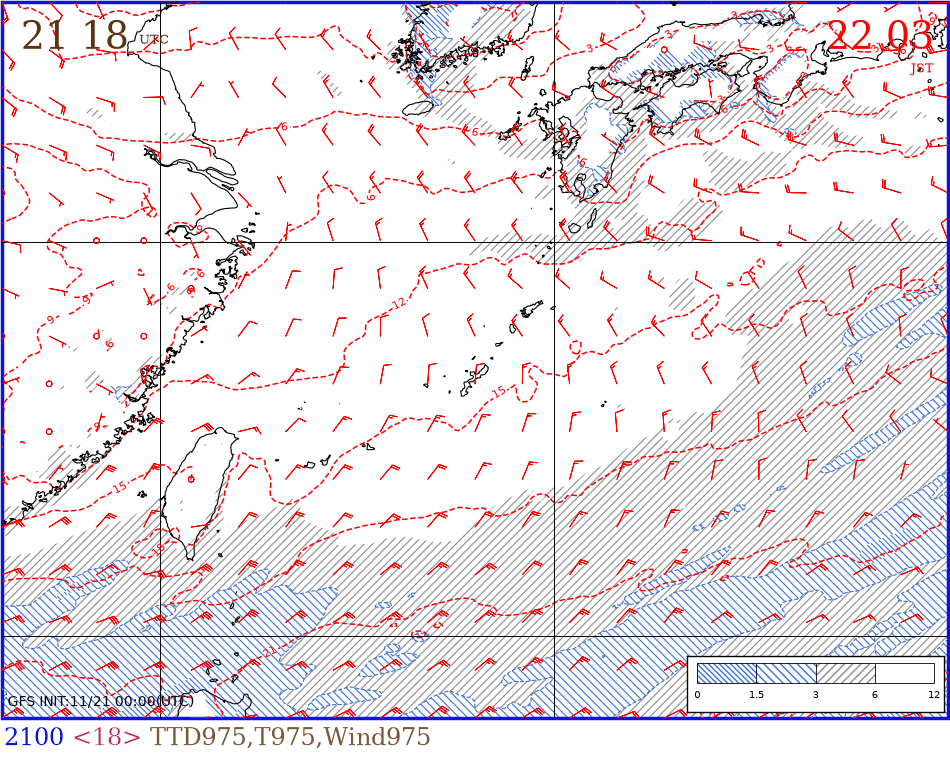 21 18 UTC
22 03
JST
GFS INIT:11/21 00:00(UTC)
0 1.5 3 6 12
2100 <18> TTD975,T975,Wind975